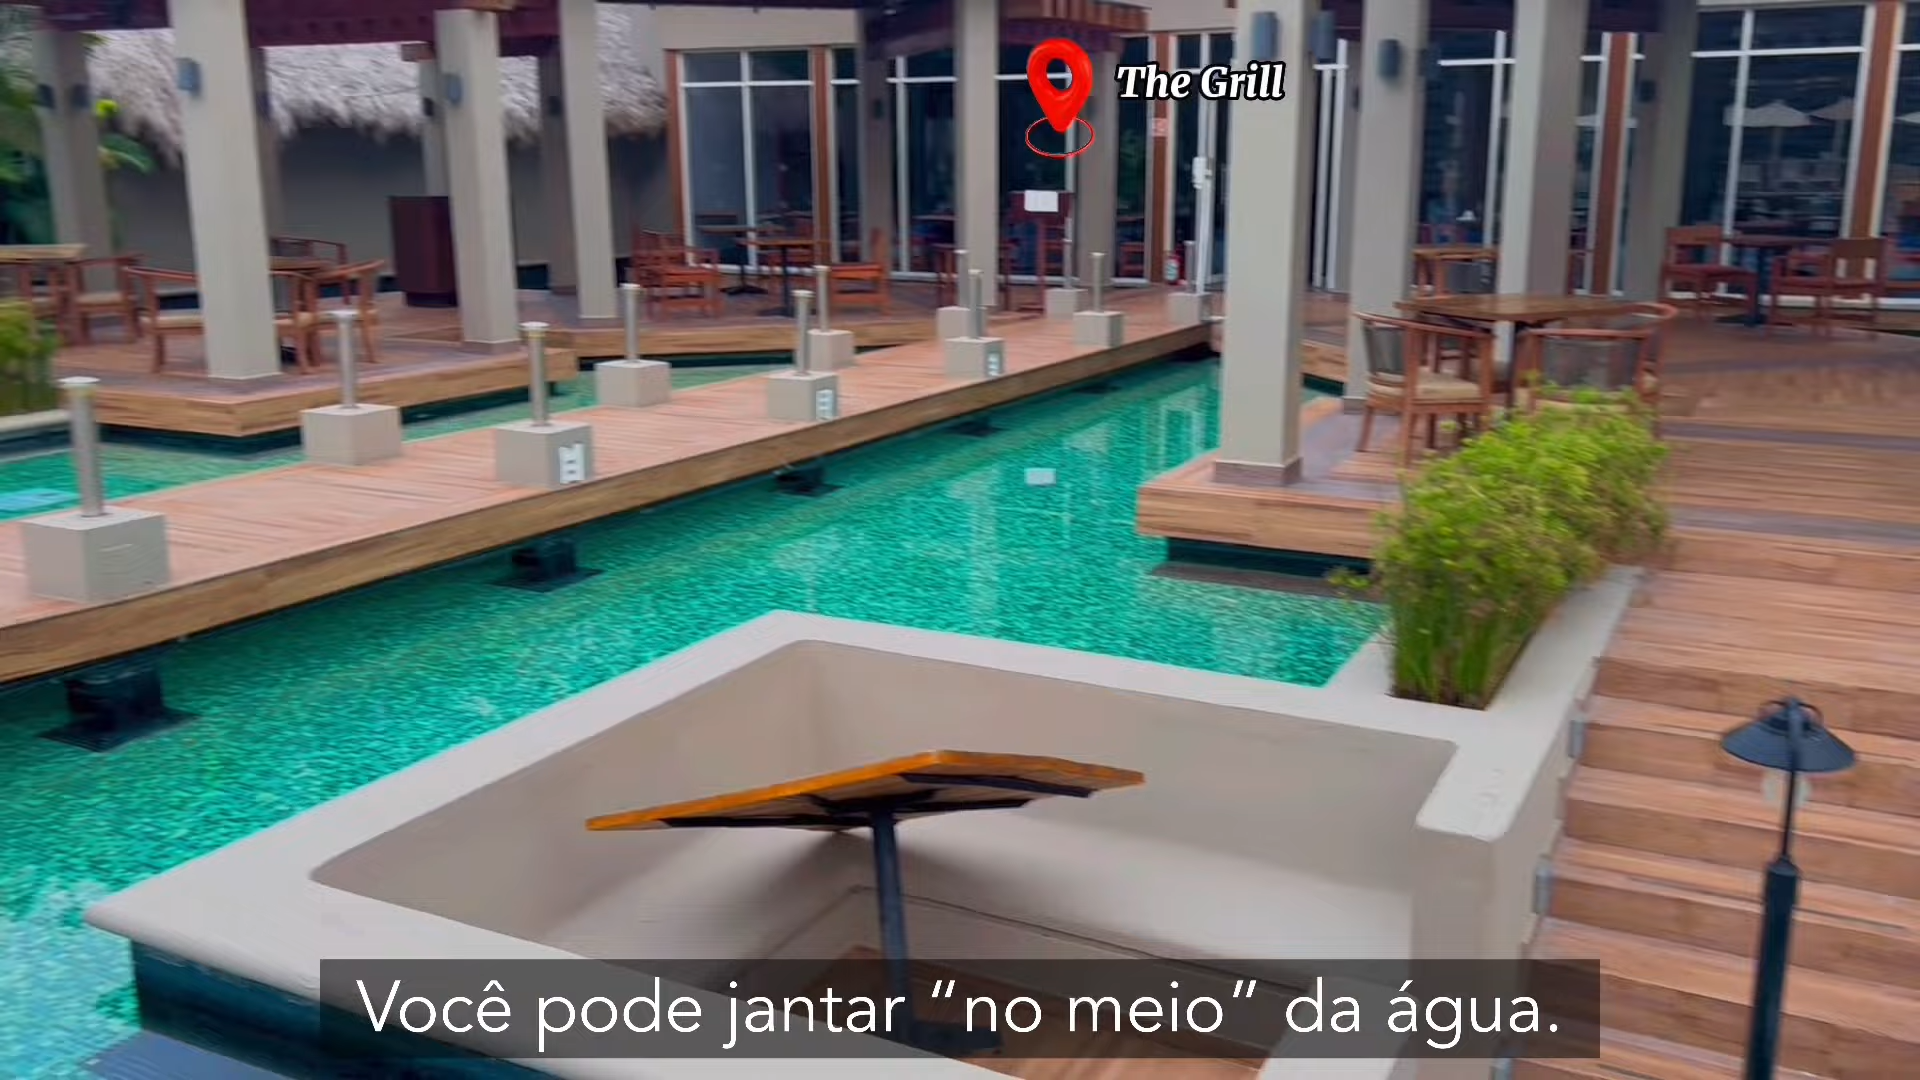 The Grill
Você pode jantar “no meio” da água.